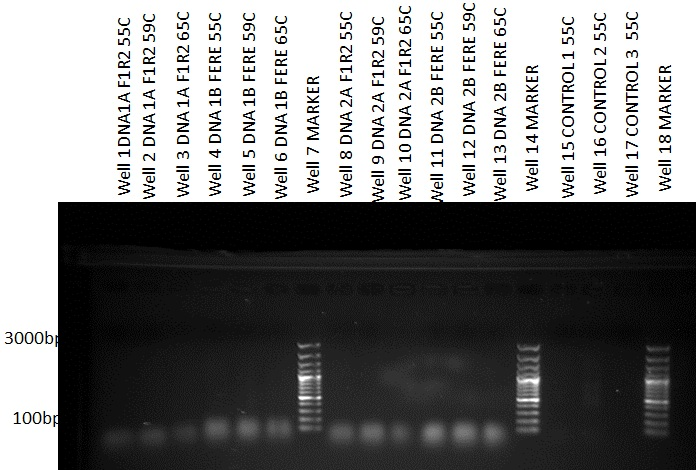 Well 1DNA1A F1R2 55C
Well 2 DNA 1A F1R2 59C
Well 3 DNA 1A F1R2 65C
Well 4 DNA 1B FERE 55C
Well 5 DNA 1B FERE 59C
Well 6 DNA 1B FERE 65C
Well 7 MARKER
Well 8 DNA 2A F1R2 55C
Well 9 DNA 2A F1R2 59C
Well 10 DNA 2A F1R2 65C
Well 11 DNA 2B FERE 55C
Well 12 DNA 2B FERE 59C
Well 13 DNA 2B FERE 65C
Well 14 MARKER
Well 15 CONTROL 1 55C
Well 16 CONTROL 2 55C
Well 17 CONTROL 3 55C
Well 18 MARKER
3000bp
100bp